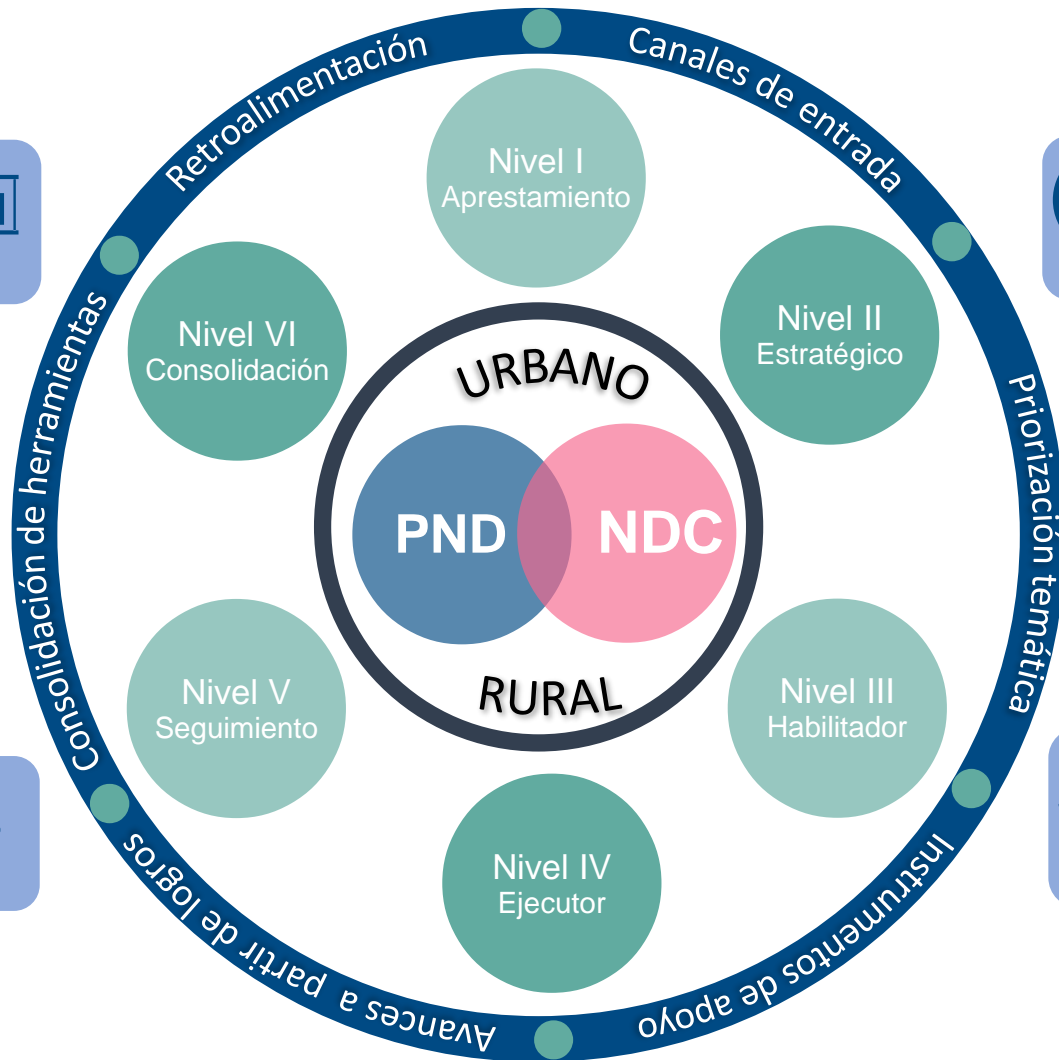 Canales de entrada
Priorización temática
Instrumentos de apoyo
Avances a partir de logros
Consolidación de herramientas
Retroalimentación
Nivel I
Aprestamiento
Nivel II
Estratégico
Nivel III
Habilitador
Nivel IV
Ejecutor
Nivel V
Seguimiento
Nivel VI
Consolidación
URBANO
PND
NDC
RURAL